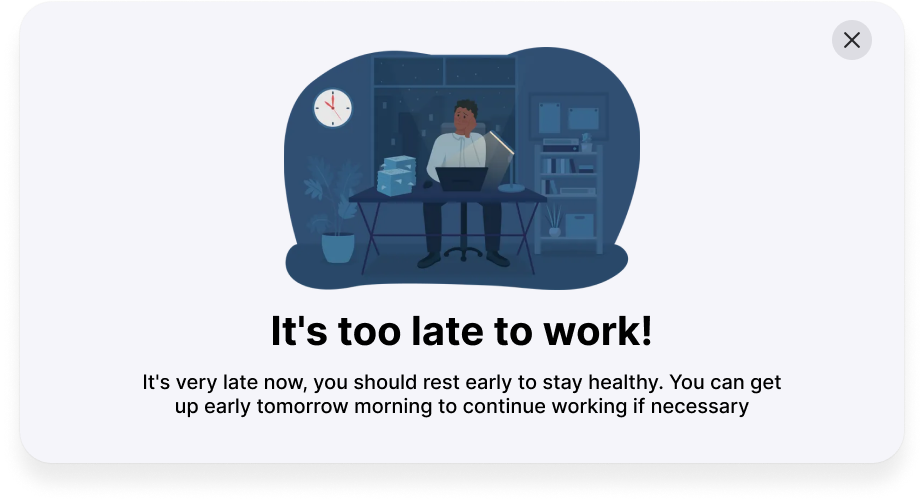 It's too late to work!
It's very late now, you should rest early to stay healthy. You can get
up early tomorrow morning to continue working if necessary